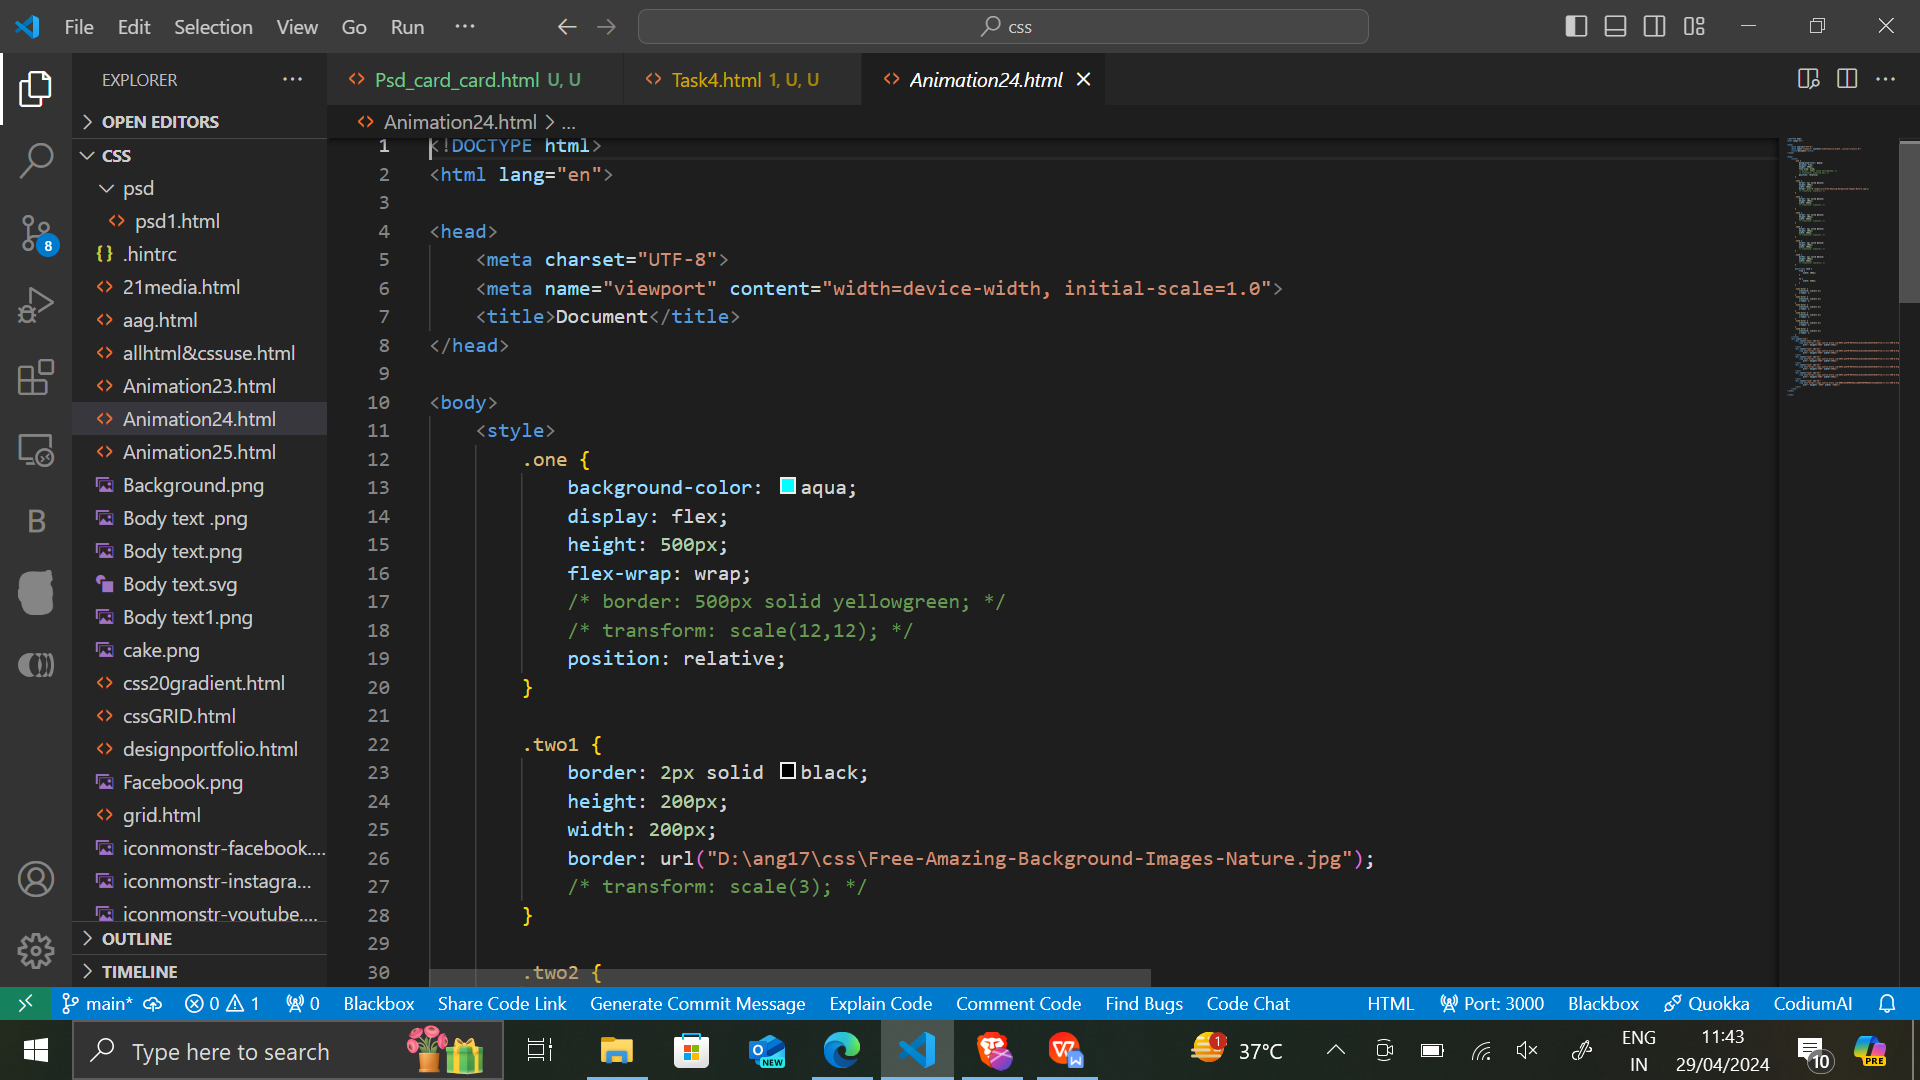 File Edit Selection View Go Run ··· css
EXPLORER ···
OPEN EDITORS
CSS
psd
psd1.html
.hintrc
21media.html
aag.html
allhtml&cssuse.html
Animation23.html
Animation24.html
Animation25.html
Background.png
Body text .png
Body text.png
Body text.svg
Body text1.png
cake.png
css20gradient.html
cssGRID.html
designportfolio.html
Facebook.png
grid.html
iconmonstr-facebook....
iconmonstr-instagra...
iconmonstr-youtube....
OUTLINE
TIMELINE
8
B
Psd_card_card.html U, U Task4.html 1, U, U Animation24.html
Animation24.html > ...
1 <!DOCTYPE html>
2 <html lang="en">
3
4 <head>
5 <meta charset="UTF-8">
6 <meta name="viewport" content="width=device-width, initial-scale=1.0">
7 <title>Document</title>
8 </head>
9
10 <body>
11 <style>
12 .one {
13 background-color: aqua;
14 display: flex;
15 height: 500px;
16 flex-wrap: wrap;
17 /* border: 500px solid yellowgreen; */
18 /* transform: scale(12,12); */
19 position: relative;
20 }
21
22 .two1 {
23 border: 2px solid black;
24 height: 200px;
25 width: 200px;
26 border: url("D:\ang17\css\Free-Amazing-Background-Images-Nature.jpg");
27 /* transform: scale(3); */
28 }
29
30 .two2 {
main* 0 1 0 Blackbox Share Code Link Generate Commit Message Explain Code Comment Code Find Bugs Code Chat HTML Port: 3000 Blackbox Quokka CodiumAI
Type here to search NEW 1 37°C ENG IN 11:43 29/04/2024 10 PRE